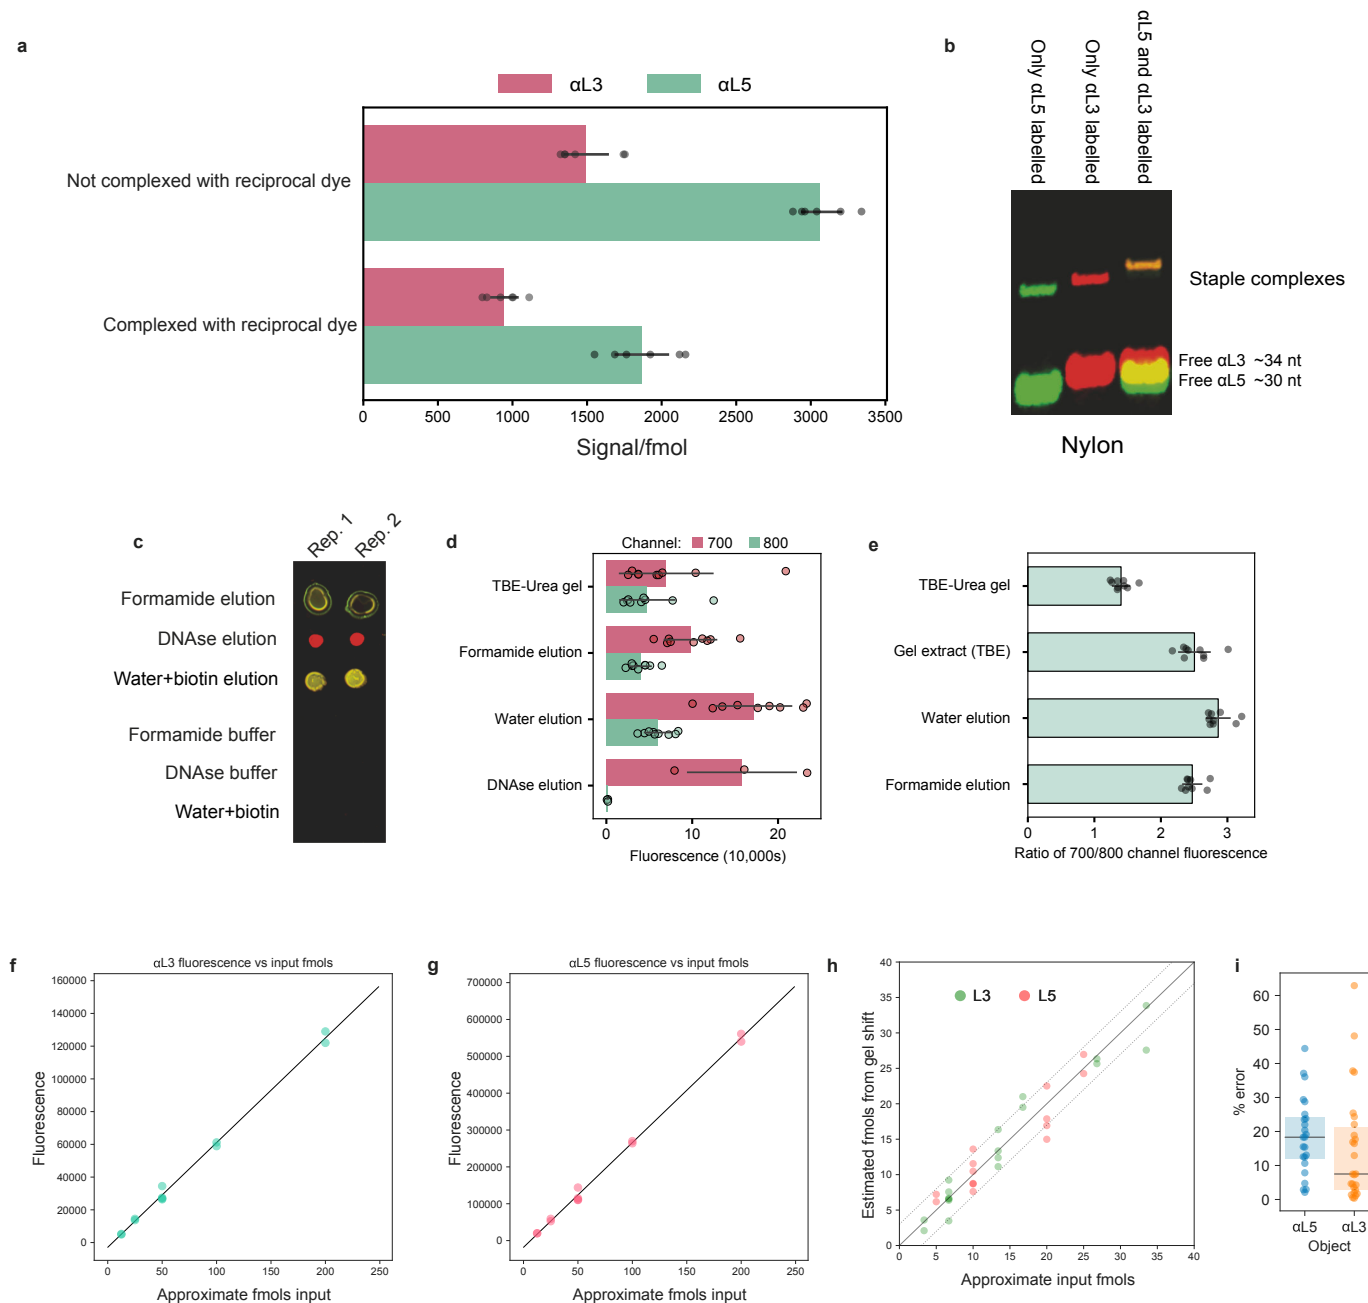 a
αL3
αL5
Not complexed with reciprocal dye
Complexed with reciprocal dye
0
500
1000
1500
2000
2500
3000
3500
Signal/fmol
b
Only αL5 labelled
Only αL3 labelled
αL5 and αL3 labelled
Staple complexes
Free αL3 ~34 nt
Free αL5 ~30 nt
Nylon
c
Rep. 1
Rep. 2
Formamide elution
DNAse elution
Water+biotin elution
Formamide buffer
DNAse buffer
Water+biotin
d
Channel: 700 800
TBE-Urea gel
Formamide elution
Water elution
DNAse elution
0
10
20
Fluorescence (10,000s)
e
TBE-Urea gel
Gel extract (TBE)
Water elution
Formamide elution
0
1
2
3
Ratio of 700/800 channel fluorescence
f
αL3 fluorescence vs input fmols
160000
140000
120000
100000
80000
60000
40000
20000
0
Fluorescence
0
50
100
150
200
250
Approximate fmols input
g
αL5 fluorescence vs input fmols
700000
600000
500000
400000
300000
200000
100000
0
Fluorescence
0
50
100
150
200
250
Approximate fmols input
h
L3
L5
40
35
30
25
20
15
10
5
0
Estimated fmols from gel shift
0
5
10
15
20
25
30
35
40
Approximate input fmols
i
60
50
40
30
20
10
0
% error
αL5
αL3
Object